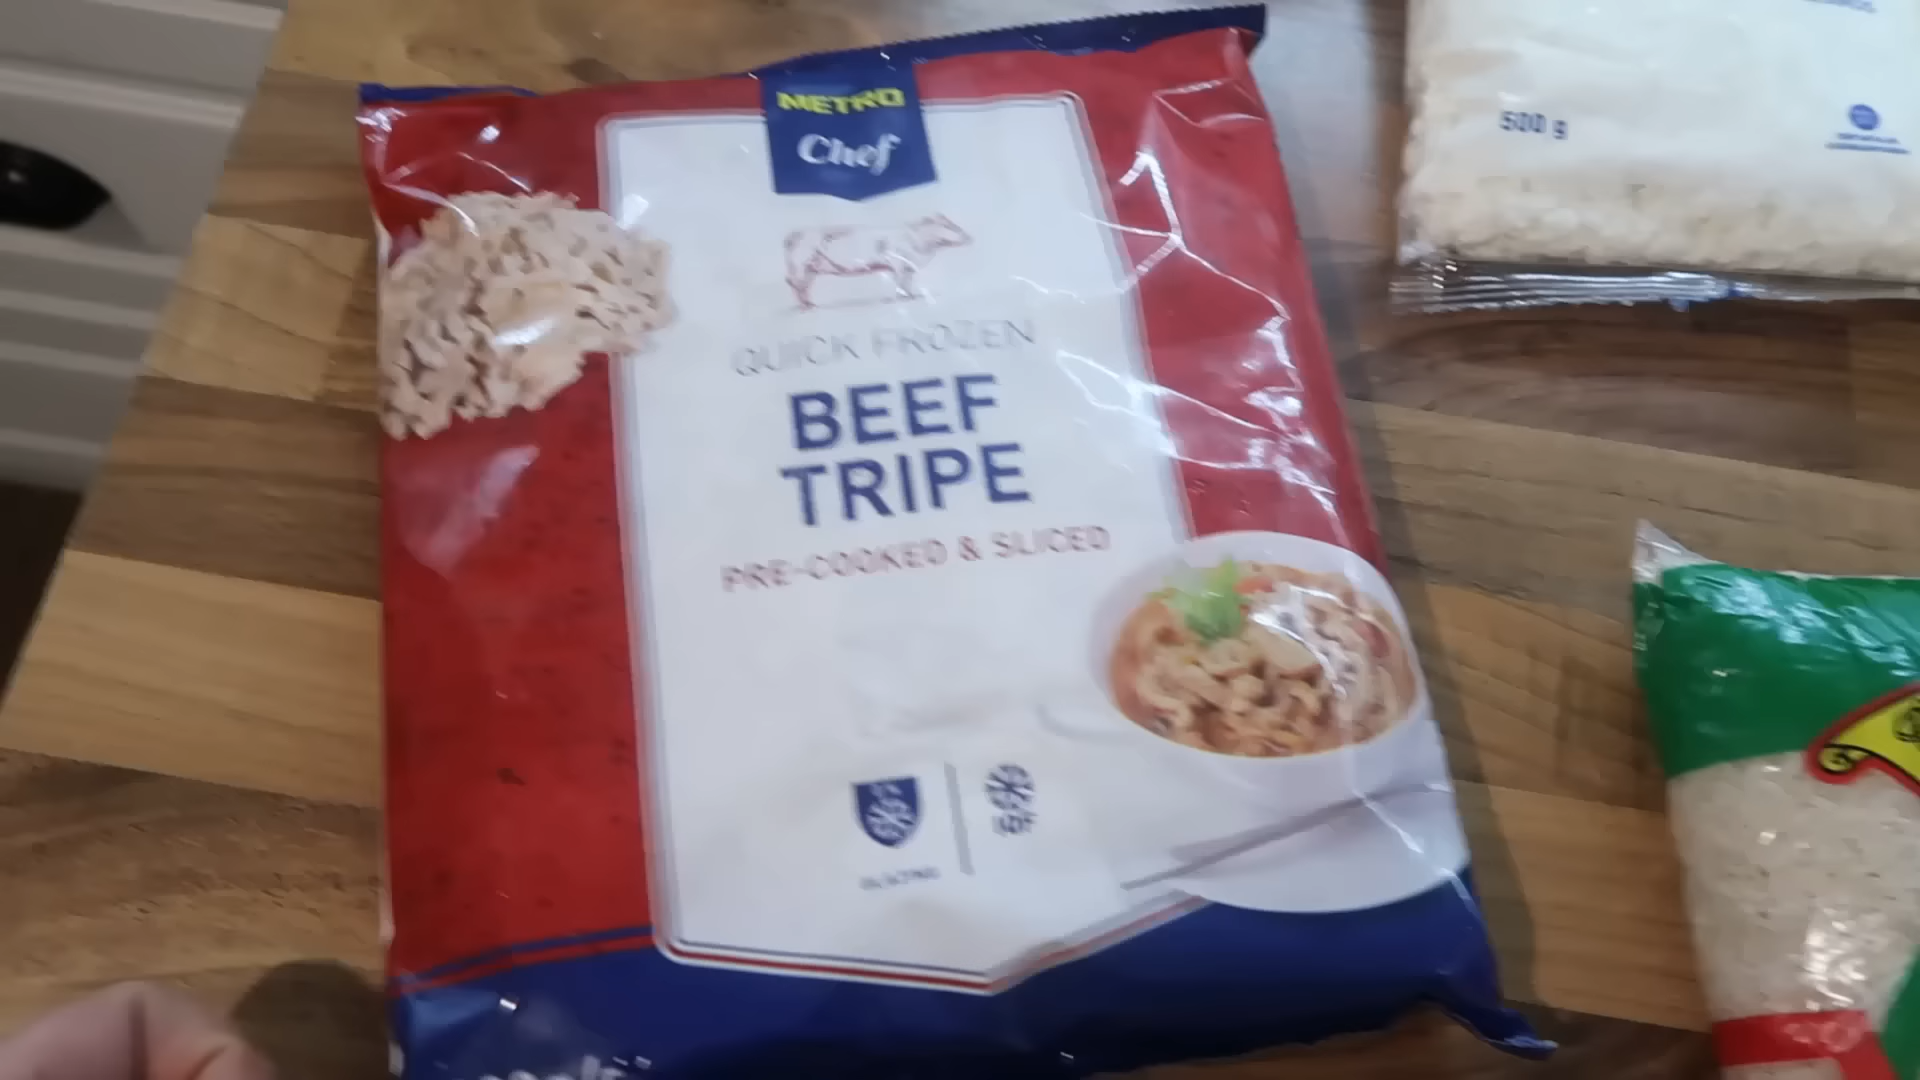 METRO
Chef
QUICK FROZEN
BEEF
TRIPE
PRE-COOKED & SLICED
500 g